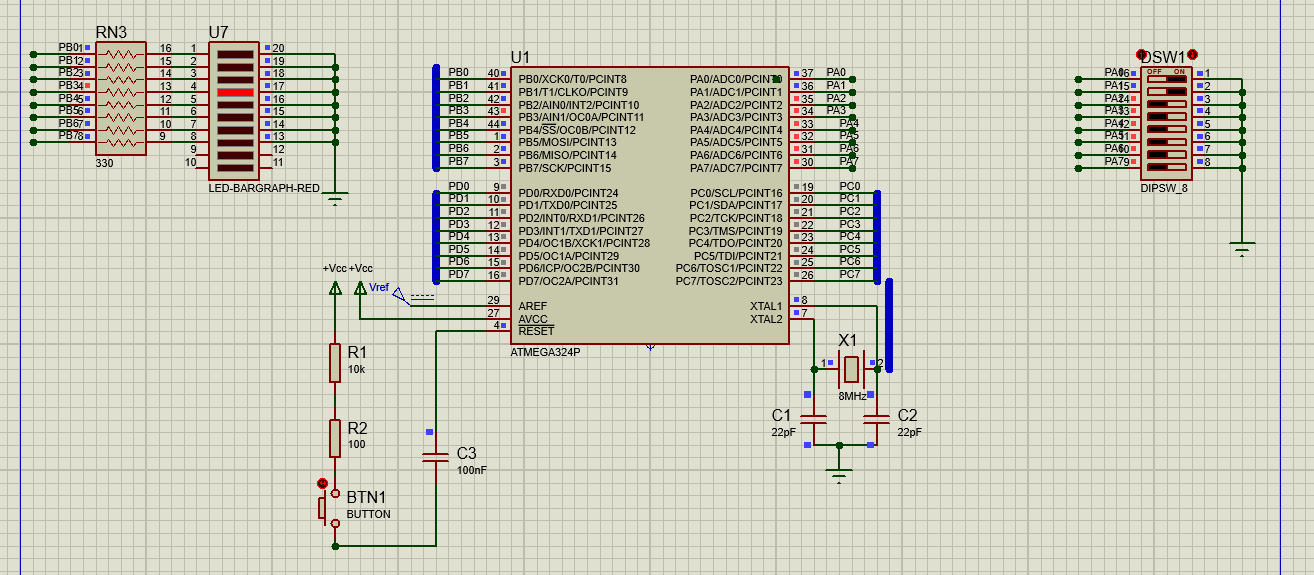 RN3
U7
PB0 1 16 1 20
PB1 2 15 2 19
PB2 3 14 3 18
PB3 4 13 4 17
PB4 5 12 5 16
PB5 6 11 6 15
PB6 7 10 7 14
PB7 8 9 8 13
9 12
10 11
330
LED-BARGRAPH-RED
U1
PB0 40 PB0/XCK0/T0/PCINT8
PB1 41 PB1/T1/CLKO/PCINT9
PB2 42 PB2/AIN0/INT2/PCINT10
PB3 43 PB3/AIN1/OC0A/PCINT11
PB4 44 PB4/SS/OC0B/PCINT12
PB5 1 PB5/MOSI/PCINT13
PB6 2 PB6/MISO/PCINT14
PB7 3 PB7/SCK/PCINT15
PD0 9 PD0/RXD0/PCINT24
PD1 10 PD1/TXD0/PCINT25
PD2 11 PD2/INT0/RXD1/PCINT26
PD3 12 PD3/INT1/TXD1/PCINT27
PD4 13 PD4/OC1B/XCK1/PCINT28
PD5 14 PD5/OC1A/PCINT29
PD6 15 PD6/ICP/OC2B/PCINT30
PD7 16 PD7/OC2A/PCINT31
29 AREF
27 AVCC
4 RESET
PA0/ADC0/PCINT0 37 PA0
PA1/ADC1/PCINT1 36 PA1
PA2/ADC2/PCINT2 35 PA2
PA3/ADC3/PCINT3 34 PA3
PA4/ADC4/PCINT4 33 PA4
PA5/ADC5/PCINT5 32 PA5
PA6/ADC6/PCINT6 31 PA6
PA7/ADC7/PCINT7 30 PA7
PC0/SCL/PCINT16 19 PC0
PC1/SDA/PCINT17 20 PC1
PC2/TCK/PCINT18 21 PC2
PC3/TMS/PCINT19 22 PC3
PC4/TDO/PCINT20 23 PC4
PC5/TDI/PCINT21 24 PC5
PC6/TOSC1/PCINT22 25 PC6
PC7/TOSC2/PCINT23 26 PC7
XTAL1 8
XTAL2 7
ATMEGA324P
DSW1
OFF ON
PA0 16 1
PA1 15 2
PA2 14 3
PA3 13 4
PA4 12 5
PA5 11 6
PA6 10 7
PA7 9 8
DIPSW_8
+Vcc +Vcc
Vref
R1
10k
R2
100
BTN1
BUTTON
C3
100nF
X1
1 2
8MHz
C1
22pF
C2
22pF